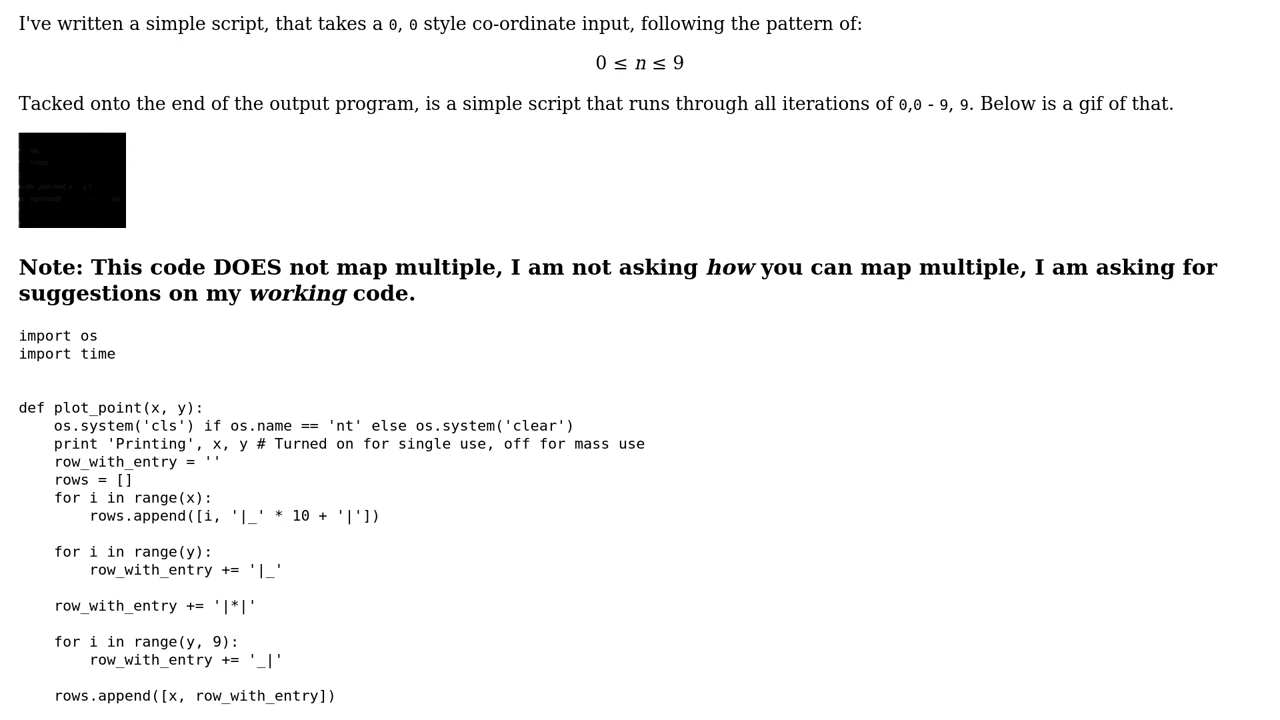 I've written a simple script, that takes a 0, 0 style co-ordinate input, following the pattern of:
0 ≤ n ≤ 9
Tacked onto the end of the output program, is a simple script that runs through all iterations of 0,0 - 9, 9. Below is a gif of that.
Note: This code DOES not map multiple, I am not asking how you can map multiple, I am asking for
suggestions on my working code.
import os
import time
def plot_point(x, y):
    os.system('cls') if os.name == 'nt' else os.system('clear')
    print 'Printing', x, y # Turned on for single use, off for mass use
    row_with_entry = ''
    rows = []
    for i in range(x):
        rows.append([i, '|_' * 10 + '|'])
    for i in range(y):
        row_with_entry += '|_'
    row_with_entry += '|*|'
    for i in range(y, 9):
        row_with_entry += '_|'
    rows.append([x, row_with_entry])